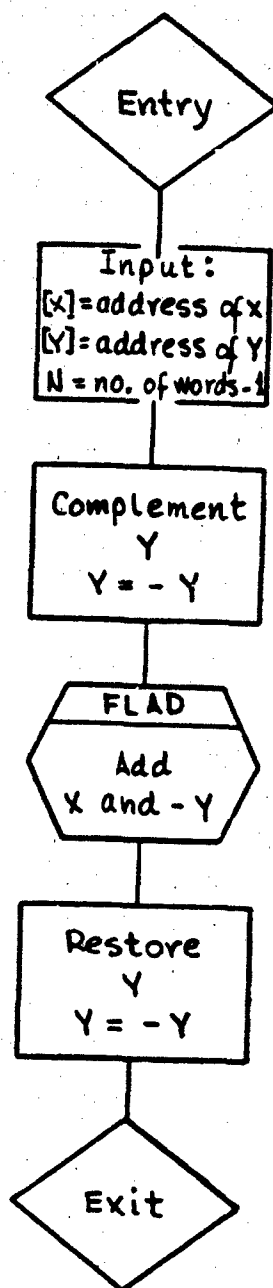 Entry
Input:
[X]=address of X
[Y]=address of Y
N = no. of words-1
Complement
Y
Y = - Y
FLAD
Add
X and - Y
Restore
Y
Y = - Y
Exit